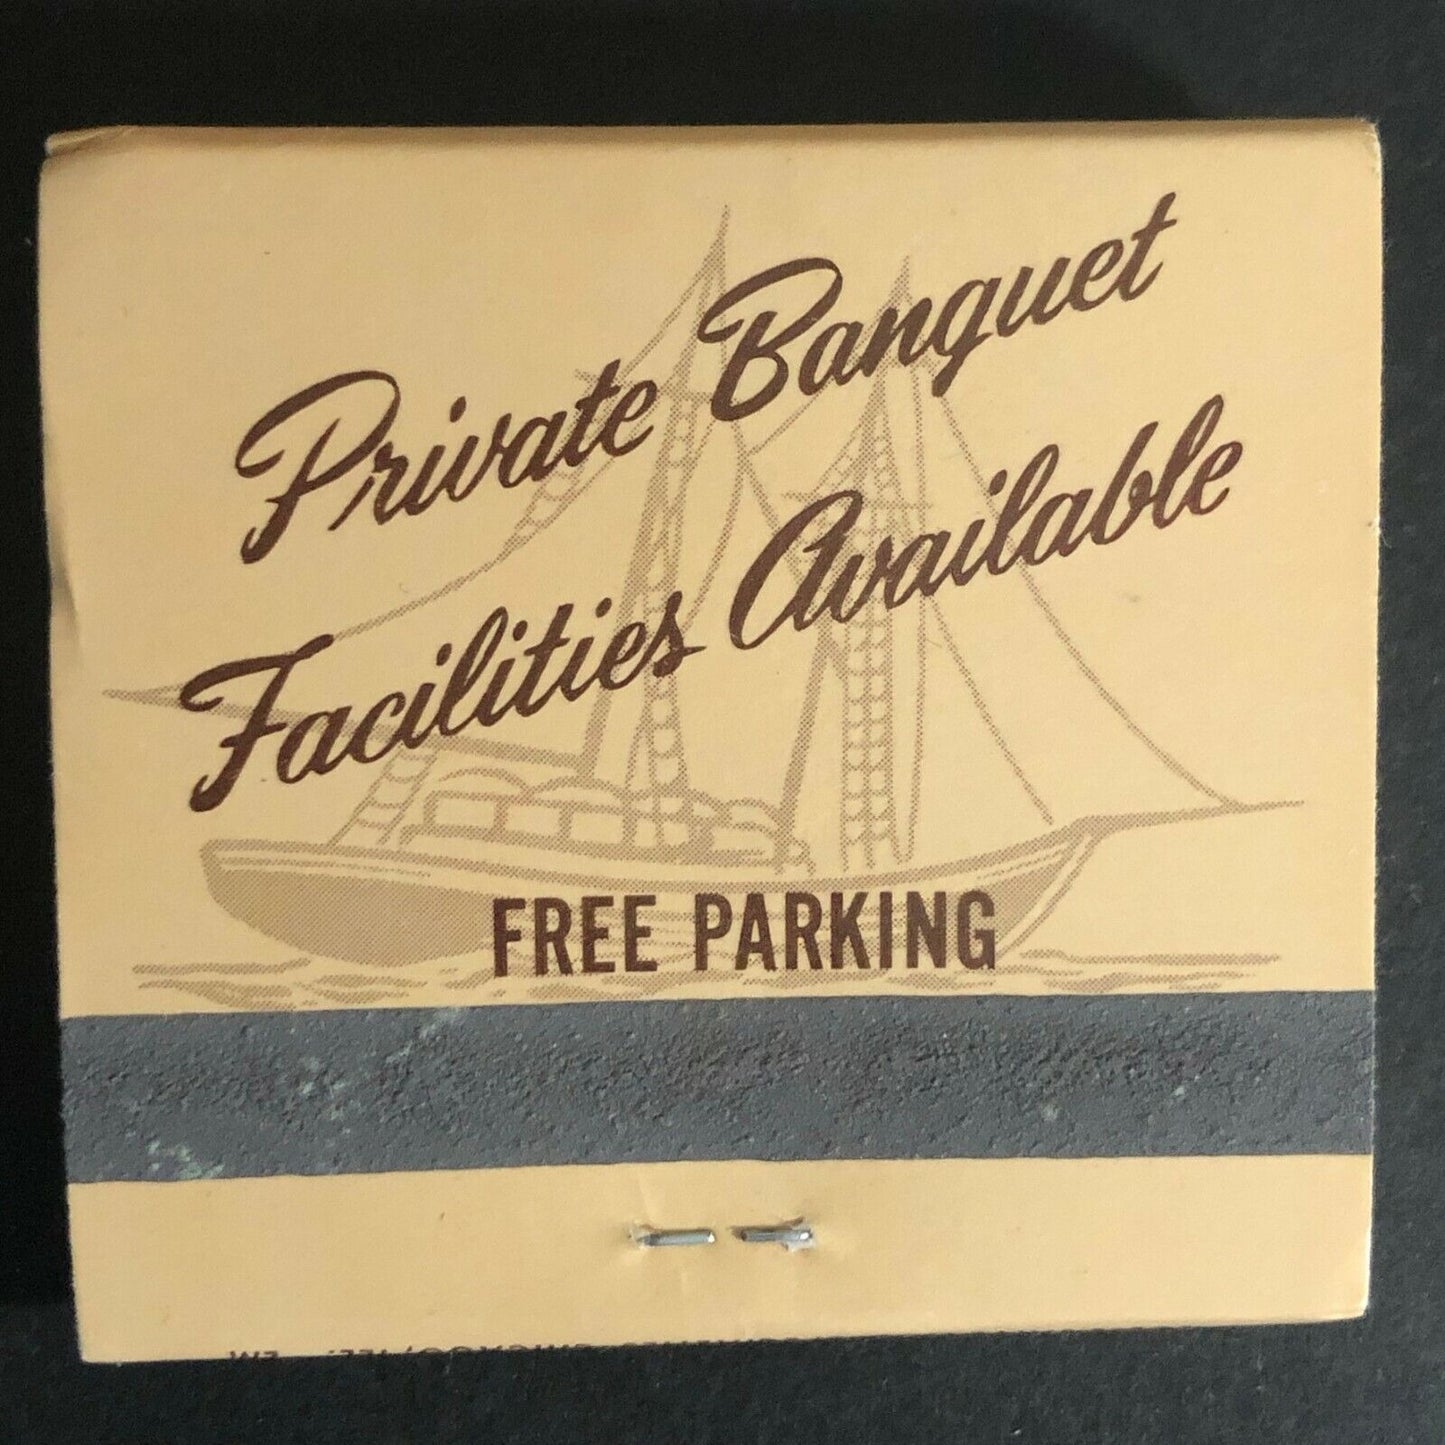 Private Banquet
Facilities Available
FREE PARKING